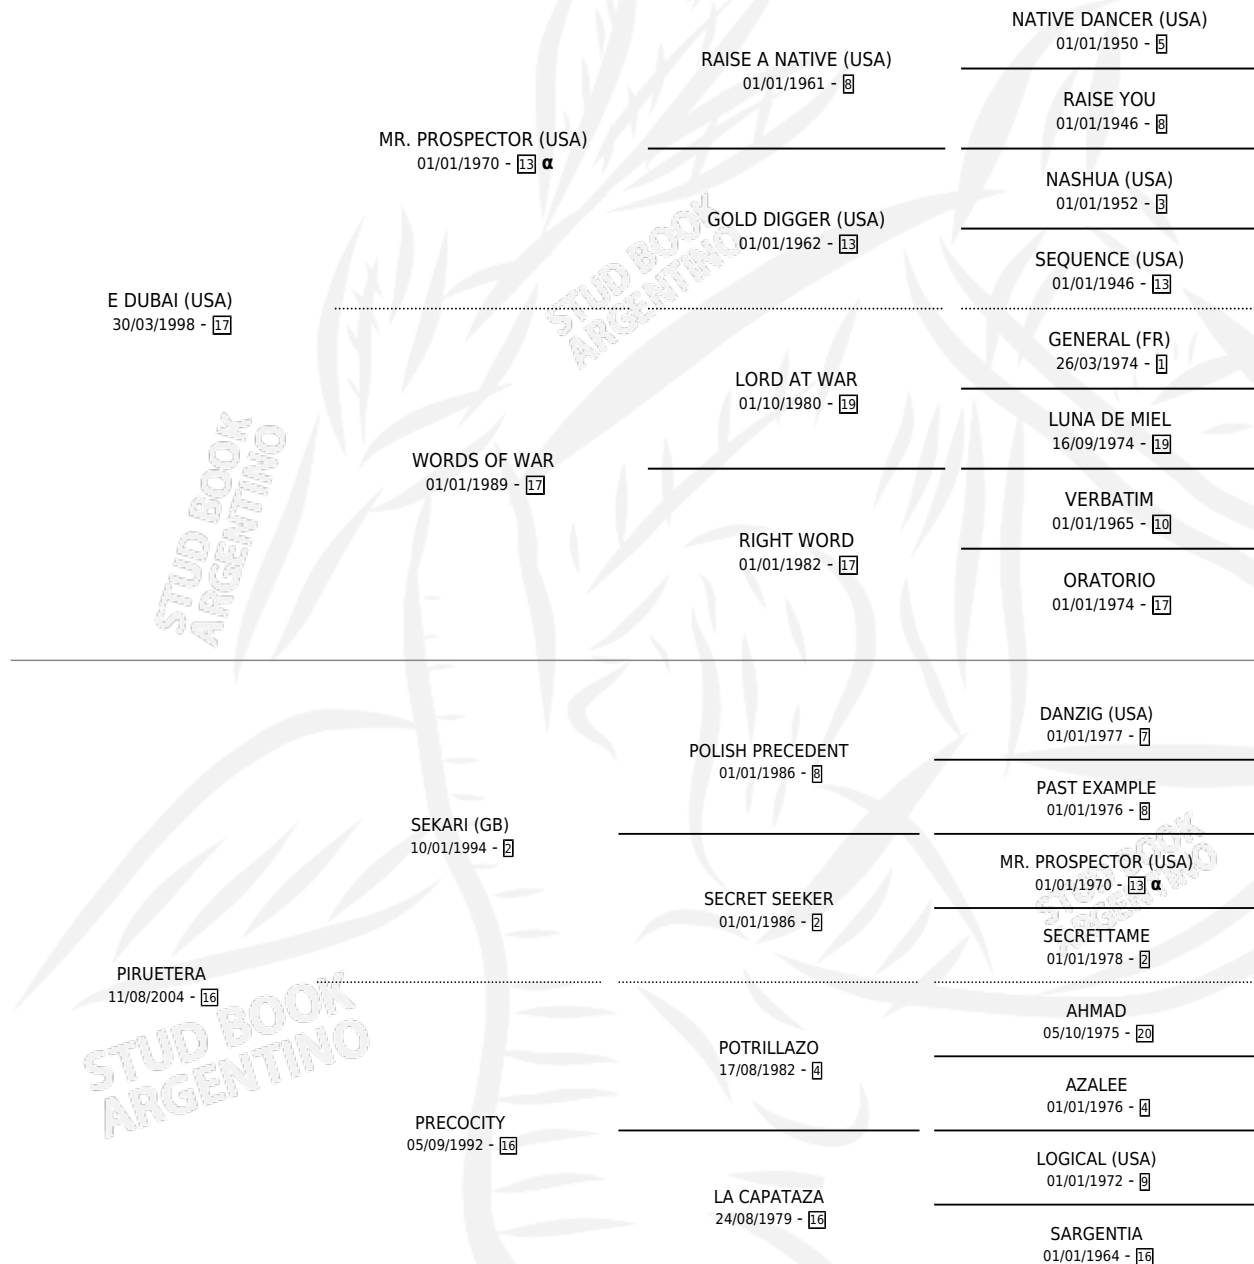 NATIVE DANCER (USA)
01/01/1950 - 5
RAISE A NATIVE (USA)
01/01/1961 - 8
RAISE YOU
01/01/1946 - 8
MR. PROSPECTOR (USA)
01/01/1970 - 13 α
NASHUA (USA)
01/01/1952 - 3
GOLD DIGGER (USA)
01/01/1962 - 13
SEQUENCE (USA)
01/01/1946 - 13
STUD BOOK
ARGENTINO
E DUBAI (USA)
30/03/1998 - 17
GENERAL (FR)
26/03/1974 - 1
LORD AT WAR
01/10/1980 - 19
LUNA DE MIEL
16/09/1974 - 19
WORDS OF WAR
01/01/1989 - 17
VERBATIM
01/01/1965 - 10
RIGHT WORD
01/01/1982 - 17
ORATORIO
01/01/1974 - 17
STUD BOOK
ARGENTINO
DANZIG (USA)
01/01/1977 - 7
POLISH PRECEDENT
01/01/1986 - 8
PAST EXAMPLE
01/01/1976 - 8
SEKARI (GB)
10/01/1994 - 2
MR. PROSPECTOR (USA)
01/01/1970 - 13 α
STUD BOOK
ARGENTINO
SECRET SEEKER
01/01/1986 - 2
SECRETTAME
01/01/1978 - 2
PIRUETERA
11/08/2004 - 16
STUD BOOK
ARGENTINO
AHMAD
05/10/1975 - 20
POTRILLAZO
17/08/1982 - 4
AZALEE
01/01/1976 - 4
PRECOCITY
05/09/1992 - 16
LOGICAL (USA)
01/01/1972 - 9
LA CAPATAZA
24/08/1979 - 16
SARGENTIA
01/01/1964 - 16